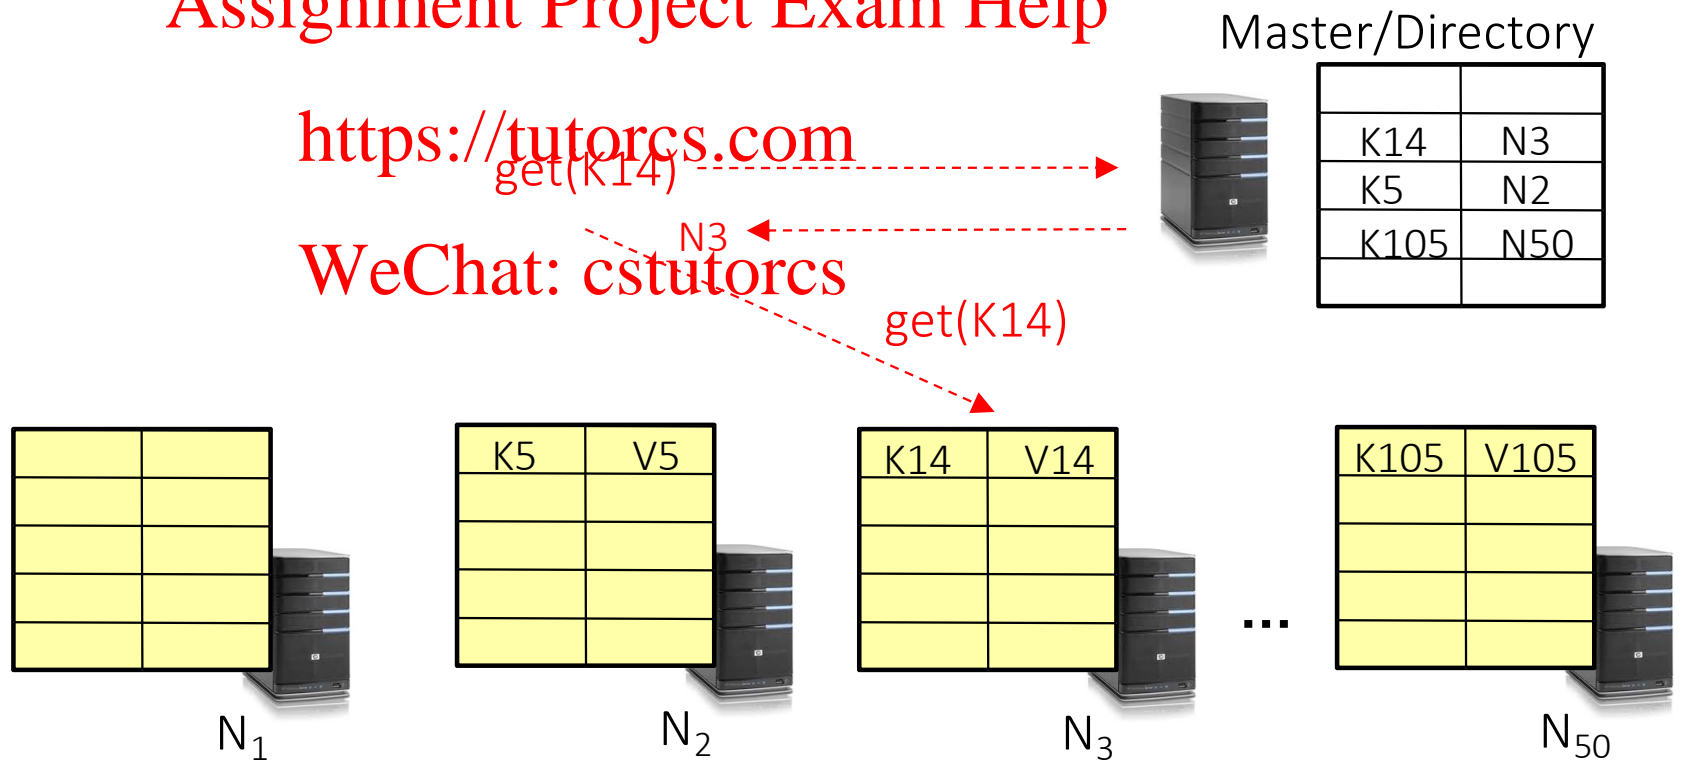 Assignment Project Exam Help
Master/Directory
https://tutorcs.com
get(K14)
K14 N3
K5 N2
K105 N50
N3
WeChat: cstutorcs
get(K14)
K5 V5
K14 V14
K105 V105
...
N1
N2
N3
N50